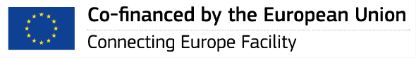 Co-financed by the European Union
Connecting Europe Facility